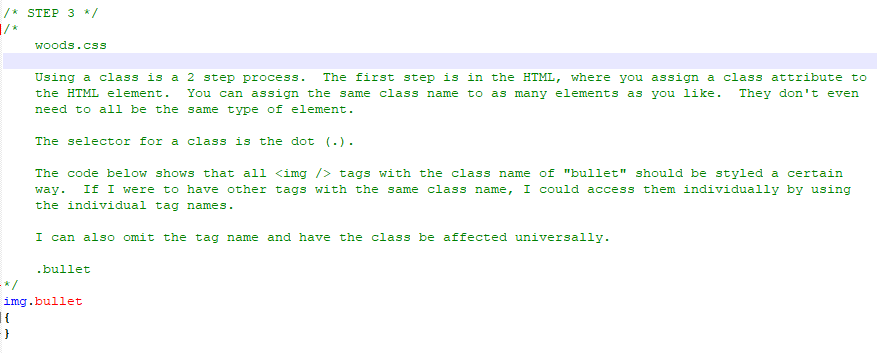 /* STEP 3 */
/*
woods.css
Using a class is a 2 step process.  The first step is in the HTML, where you assign a class attribute to
the HTML element.  You can assign the same class name to as many elements as you like.  They don't even
need to all be the same type of element.
The selector for a class is the dot (.).
The code below shows that all <img /> tags with the class name of "bullet" should be styled a certain
way.  If I were to have other tags with the same class name, I could access them individually by using
the individual tag names.
I can also omit the tag name and have the class be affected universally.
.bullet
*/
img.bullet
{
}